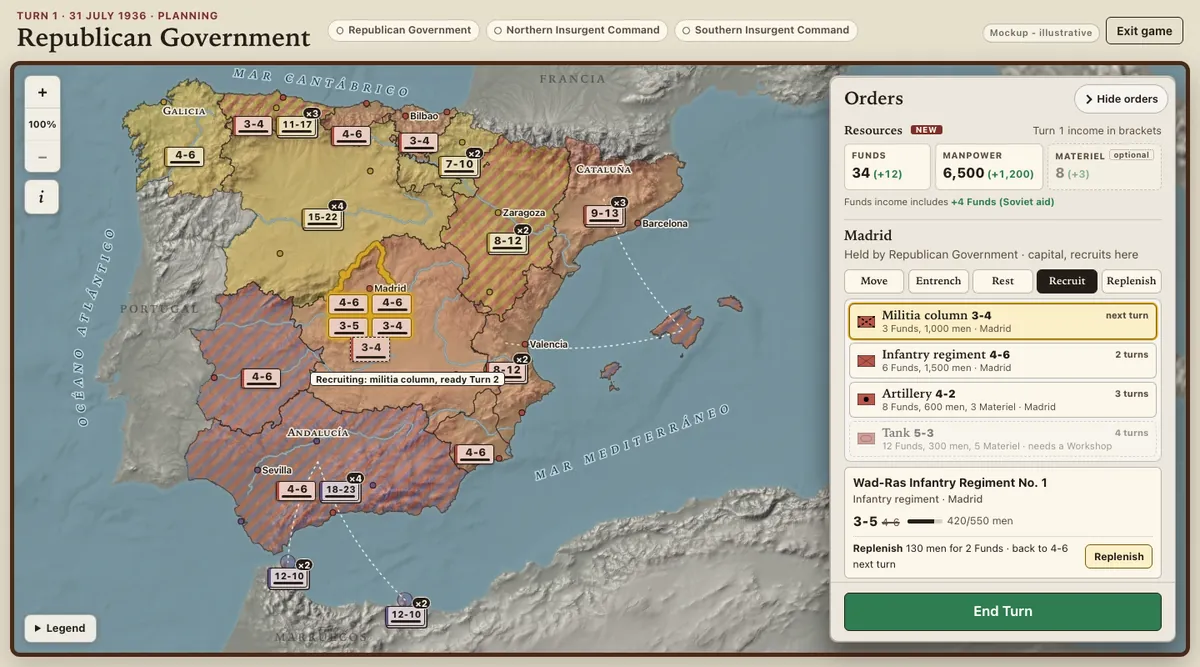 TURN 1 · 31 JULY 1936 · PLANNING
Republican Government
Republican Government
Northern Insurgent Command
Southern Insurgent Command
Mockup - illustrative
Exit game
+
100%
−
i
MAR CANTÁBRICO
FRANCIA
GALICIA
3-4
11-17
x3
4-6
Bilbao
3-4
4-6
7-10
x2
CATALUÑA
15-22
x4
Zaragoza
8-12
x2
9-13
x3
Barcelona
OCÉANO ATLÁNTICO
PORTUGAL
Madrid
4-6
4-6
3-5
3-4
3-4
Recruiting: militia column, ready Turn 2
Valencia
8-12
x2
4-6
ANDALUCÍA
Sevilla
4-6
18-23
x4
4-6
MAR MEDITERRÁNEO
12-10
x2
12-10
x2
MARRUECOS
Legend
Orders
Hide orders
Resources NEW
Turn 1 income in brackets
FUNDS
34 (+12)
MANPOWER
6,500 (+1,200)
MATERIEL optional
8 (+3)
Funds income includes +4 Funds (Soviet aid)
Madrid
Held by Republican Government · capital, recruits here
Move
Entrench
Rest
Recruit
Replenish
Militia column 3-4
next turn
3 Funds, 1,000 men · Madrid
Infantry regiment 4-6
2 turns
6 Funds, 1,500 men · Madrid
Artillery 4-2
3 turns
8 Funds, 600 men, 3 Materiel · Madrid
Tank 5-3
4 turns
12 Funds, 300 men, 5 Materiel · needs a Workshop
Wad-Ras Infantry Regiment No. 1
Infantry regiment · Madrid
3-5 4-6 420/550 men
Replenish 130 men for 2 Funds · back to 4-6
next turn
Replenish
End Turn